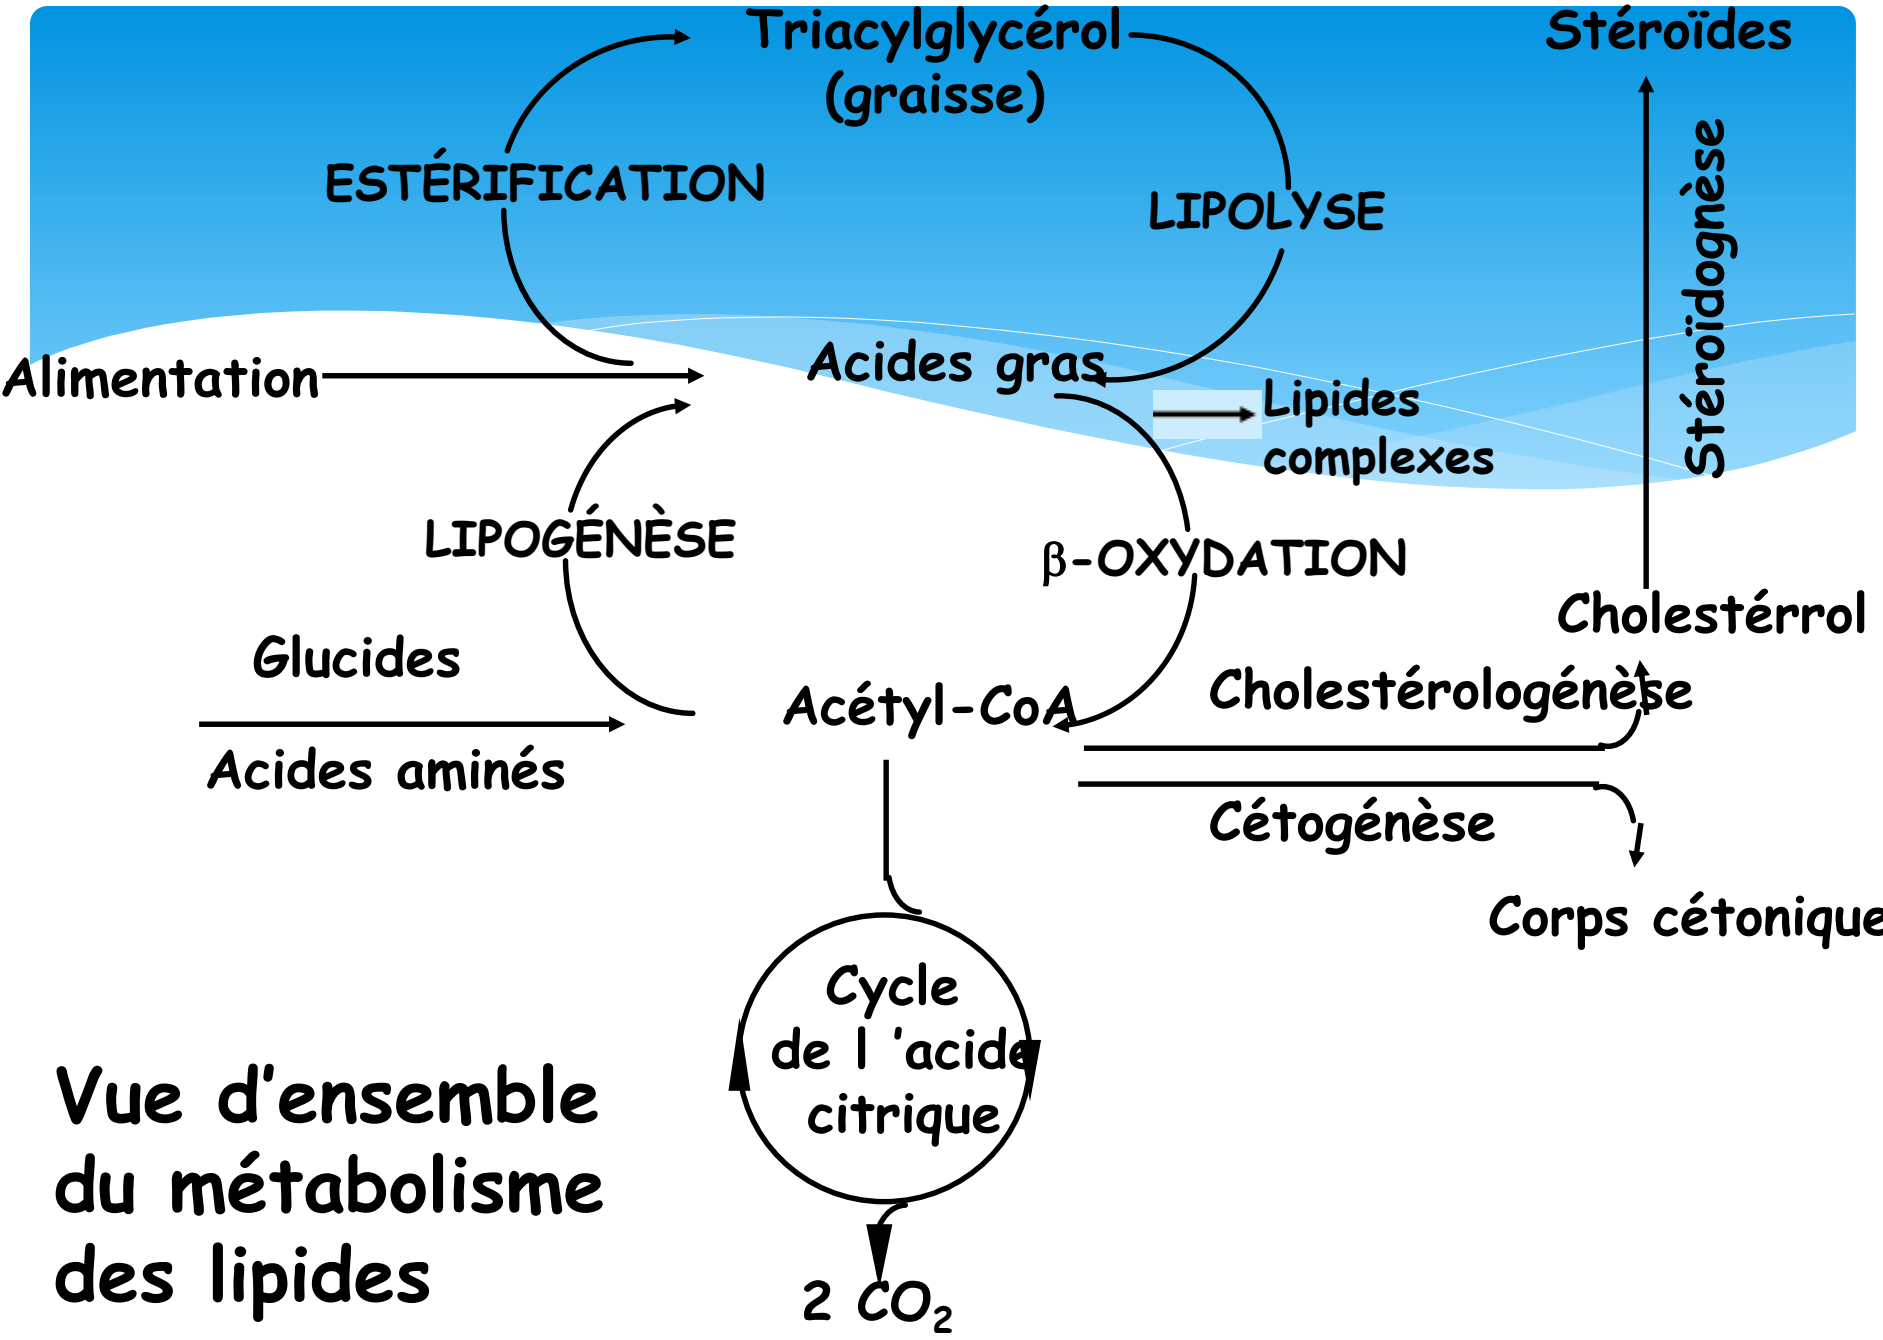 Triacylglycérol
(graisse)
Stéroïdes
ESTÉRIFICATION
LIPOLYSE
Stéroïdognèse
Alimentation
Acides gras
Lipides
complexes
LIPOGÉNÈSE
β-OXYDATION
Cholestérrol
Glucides
Acides aminés
Acétyl-CoA
Cholestérologénèse
Cétogénèse
Corps cétonique
Cycle
de l ’acide
citrique
2 CO₂
Vue d’ensemble
du métabolisme
des lipides